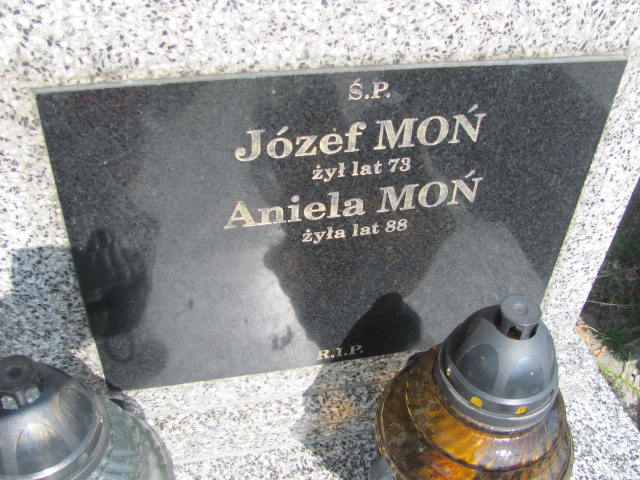 Ś.P.
Józef MOŃ
żył lat 73
Aniela MOŃ
żyła lat 88
R.I.P.